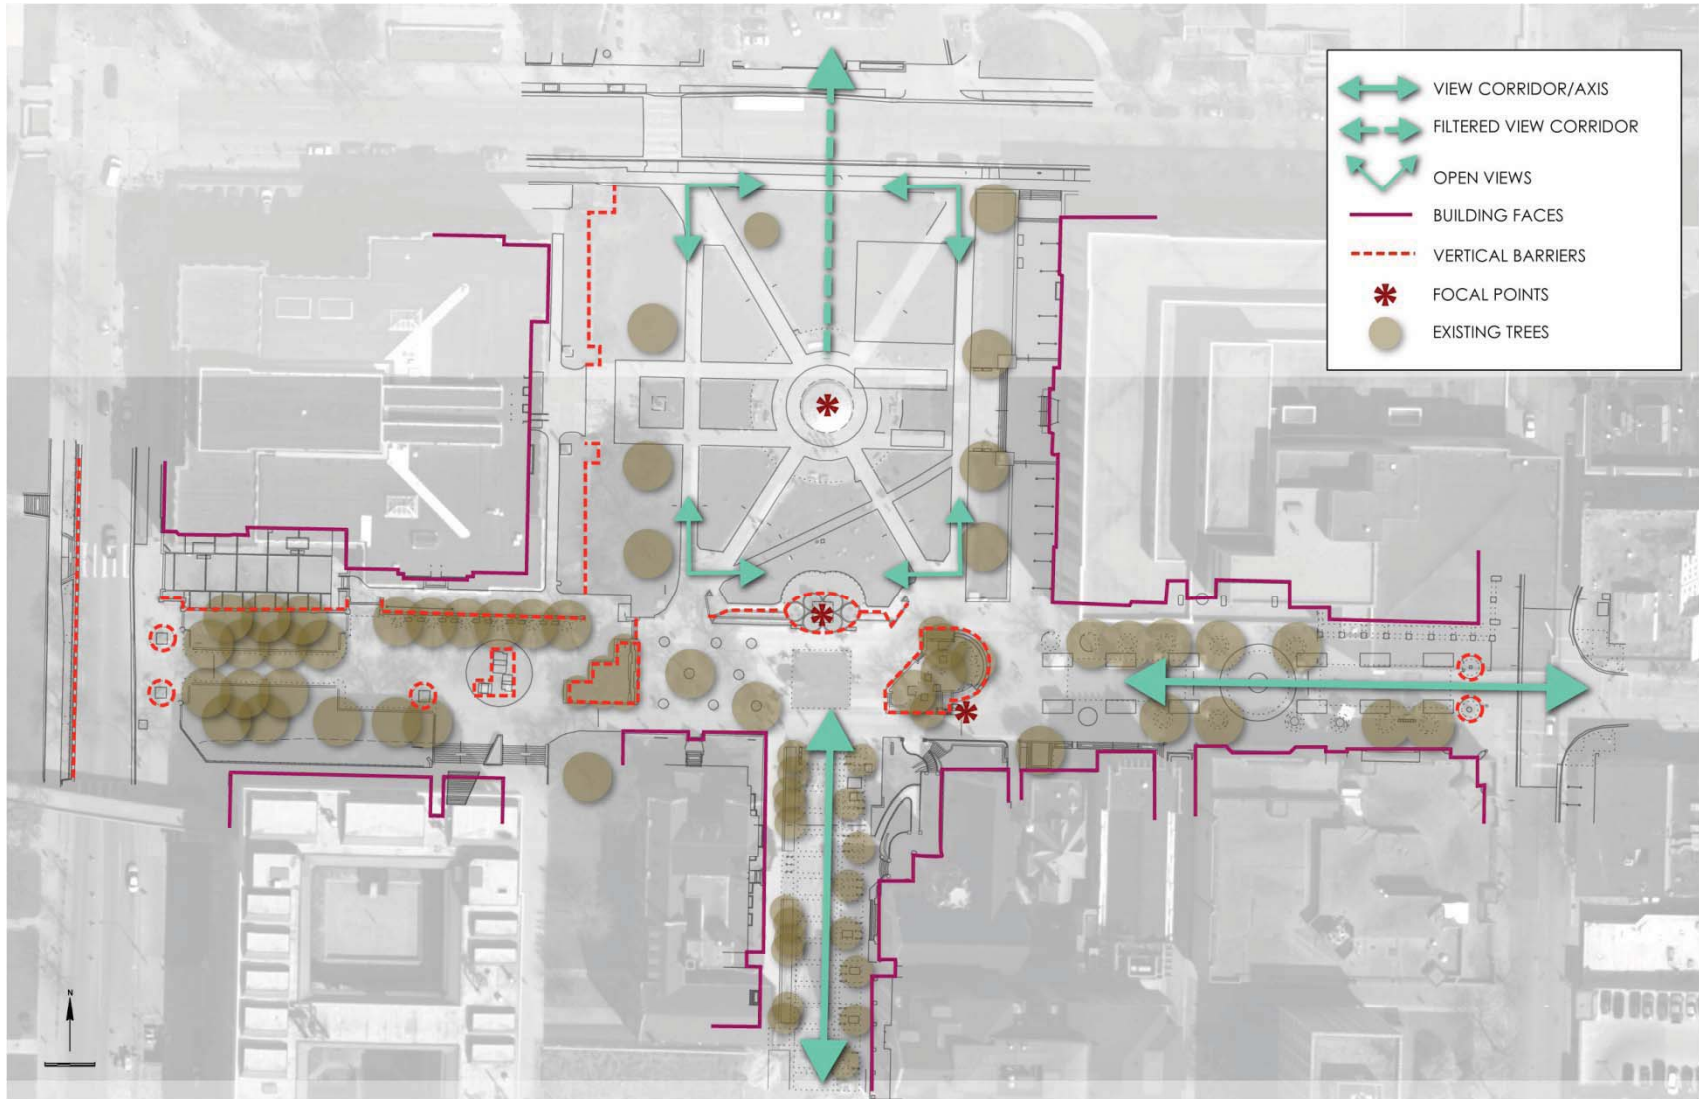 VIEW CORRIDOR/AXIS
FILTERED VIEW CORRIDOR
OPEN VIEWS
BUILDING FACES
VERTICAL BARRIERS
FOCAL POINTS
EXISTING TREES
N